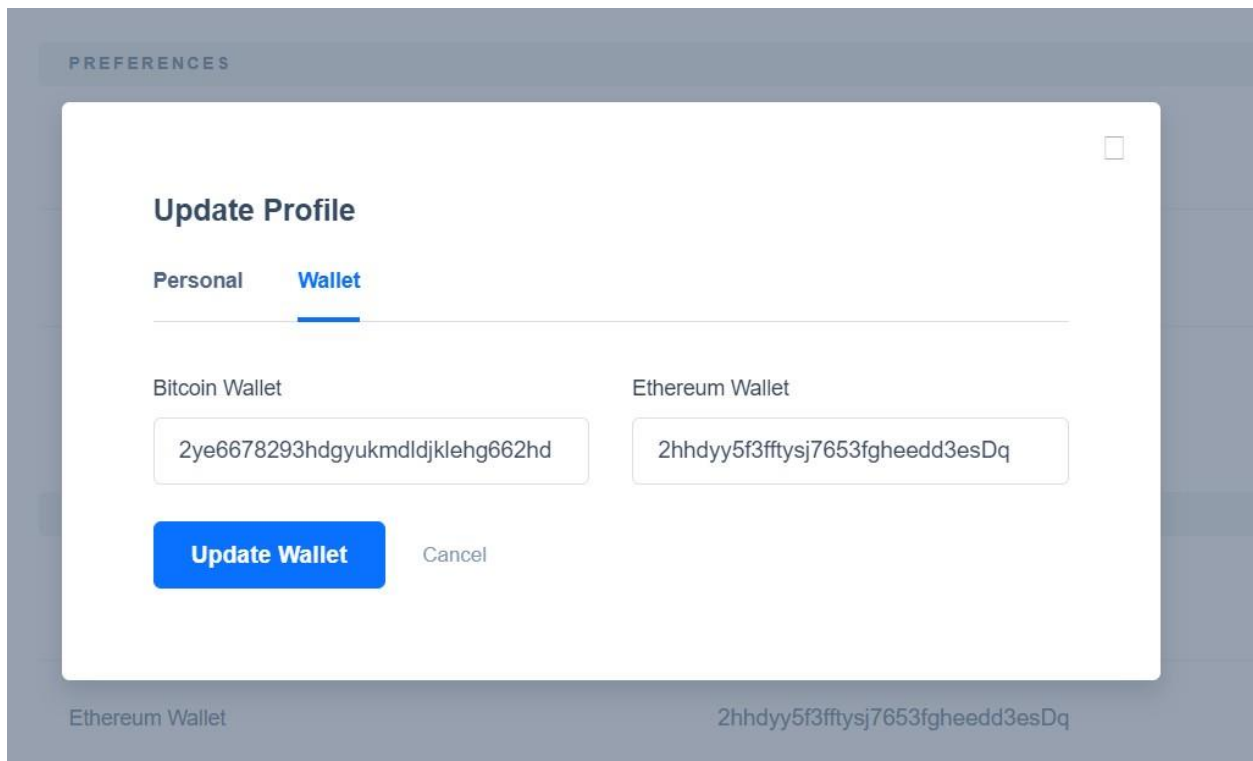 PREFERENCES
Update Profile
Personal Wallet
Bitcoin Wallet Ethereum Wallet
2ye6678293hdgyukmdldjklehg662hd 2hhdyy5f3fftysj7653fgheedd3esDq
Update Wallet Cancel
Ethereum Wallet 2hhdyy5f3fftysj7653fgheedd3esDq